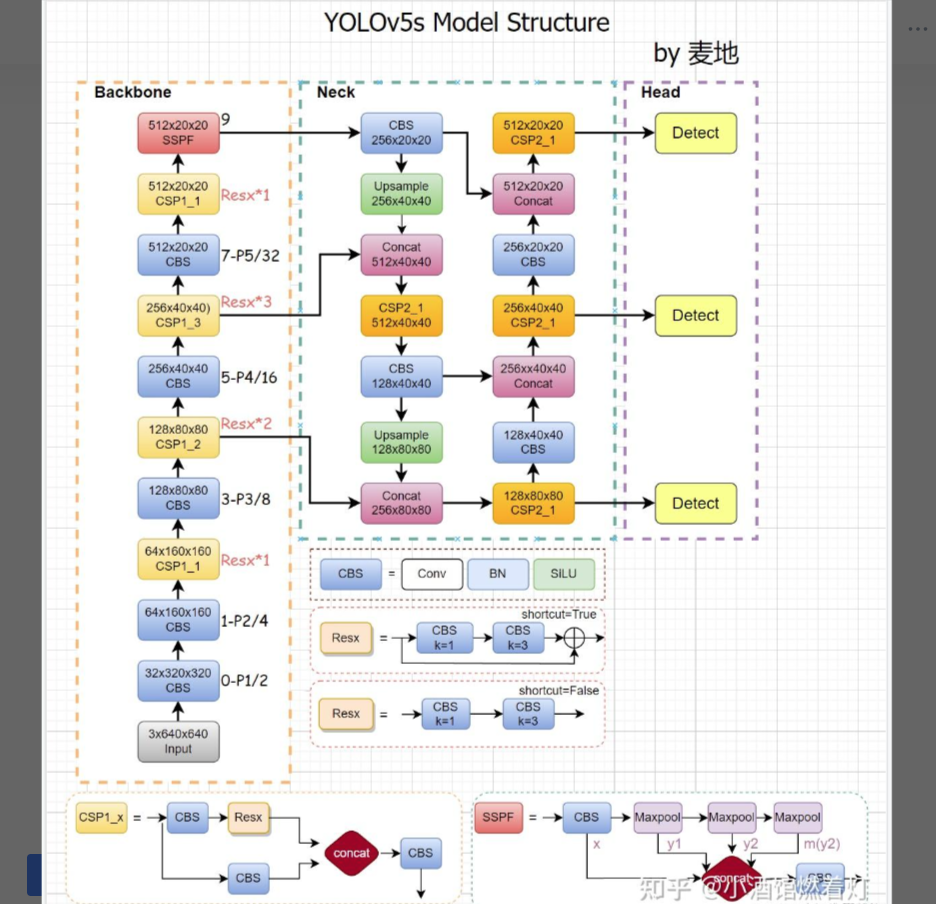 YOLOv5s Model Structure
by 麦地
Backbone
512x20x20
SSPF
9
512x20x20
CSP1_1
Resx*1
512x20x20
CBS
7-P5/32
256x40x40)
CSP1_3
Resx*3
256x40x40
CBS
5-P4/16
128x80x80
CSP1_2
Resx*2
128x80x80
CBS
3-P3/8
64x160x160
CSP1_1
Resx*1
64x160x160
CBS
1-P2/4
32x320x320
CBS
0-P1/2
3x640x640
Input
Neck
CBS
256x20x20
Upsample
256x40x40
Concat
512x40x40
CSP2_1
512x40x40
CBS
128x40x40
Upsample
128x80x80
Concat
256x80x80
512x20x20
CSP2_1
512x20x20
Concat
256x20x20
CBS
256x40x40
CSP2_1
256xx40x40
Concat
128x40x40
CBS
128x80x80
CSP2_1
Head
Detect
Detect
Detect
CBS = Conv BN SiLU
shortcut=True
Resx = CBS k=1 CBS k=3
shortcut=False
Resx = CBS k=1 CBS k=3
CSP1_x = CBS Resx
concat CBS
CBS
SSPF = CBS Maxpool Maxpool Maxpool
x y1 y2 m(y2)
concat CBS
知乎 @小酒馆燃着灯